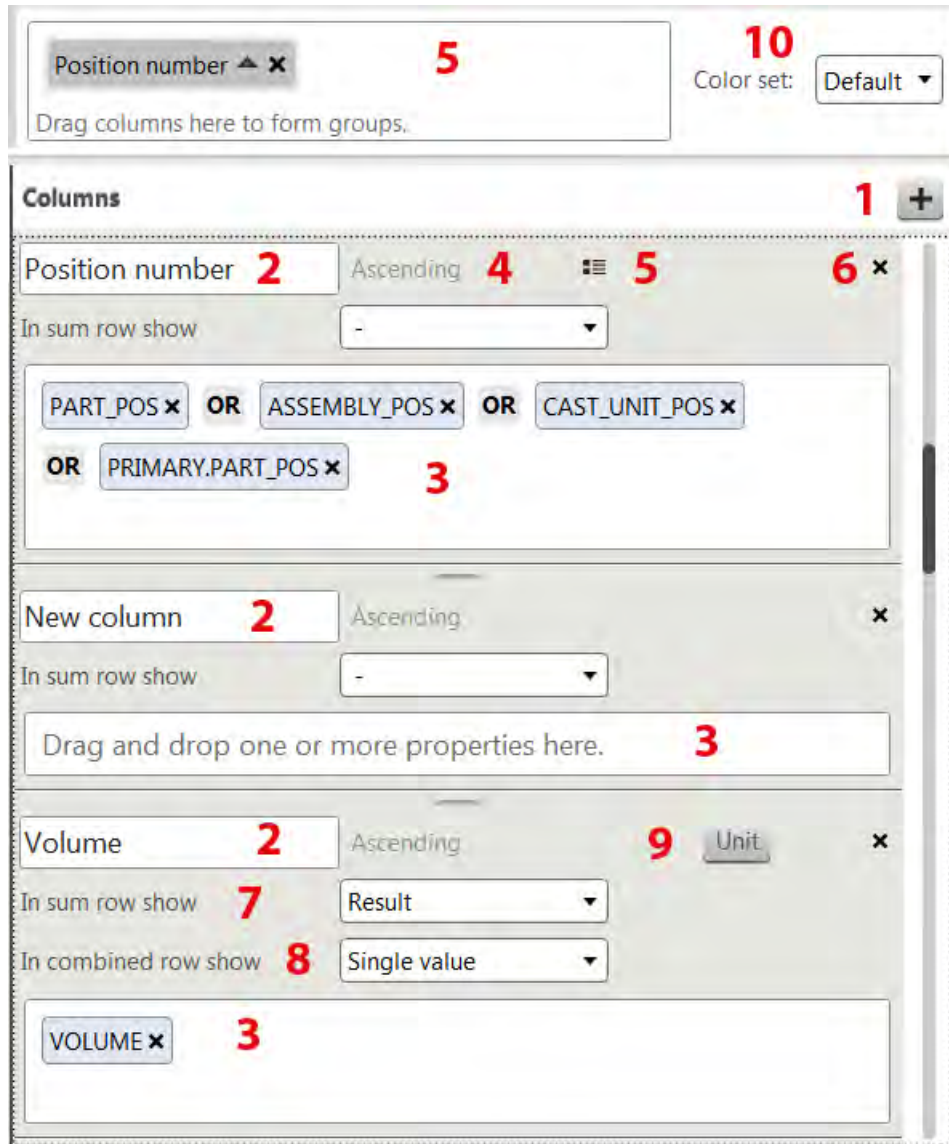 Position number 5 10
Color set: Default
Drag columns here to form groups.
Columns 1 +
Position number 2 Ascending 4 5 6
In sum row show -
PART_POS OR ASSEMBLY_POS OR CAST_UNIT_POS
OR PRIMARY.PART_POS 3
New column 2 Ascending
In sum row show -
Drag and drop one or more properties here. 3
Volume 2 Ascending 9 Unit
In sum row show 7 Result
In combined row show 8 Single value
VOLUME 3